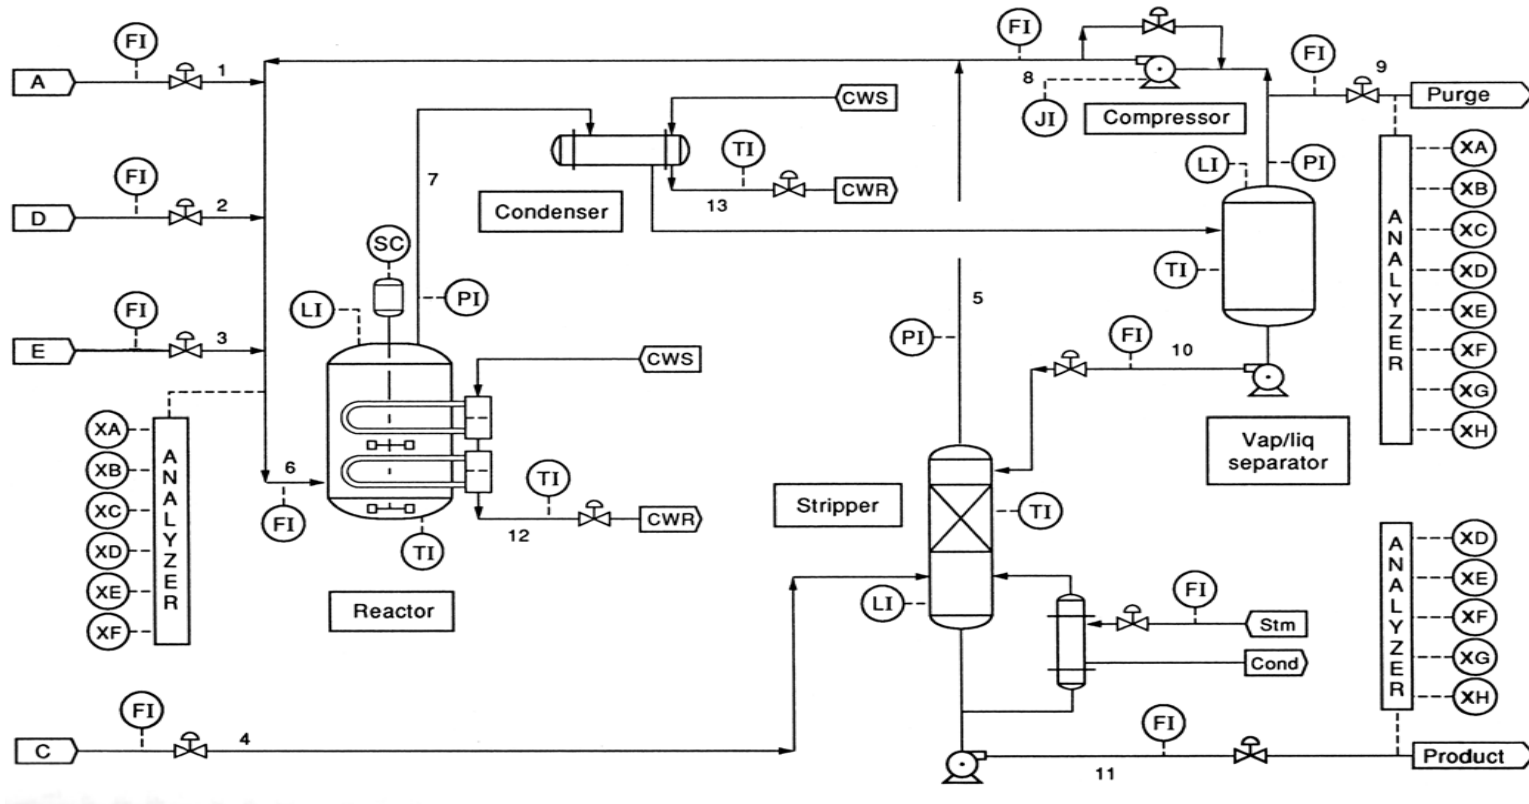 FI
8
FI
9
FI
A
1
JI
Compressor
Purge
CWS
7
TI
LI
PI
XA
FI
D
2
Condenser
13
CWR
XB
SC
XC
ANALYZER
TI
XD
LI
PI
5
XE
FI
E
3
PI
FI
10
XF
CWS
XG
XA
XH
XB
6
Vap/liq
separator
XC
ANALYZER
FI
TI
Stripper
TI
XD
12
CWR
TI
XD
XE
XE
XF
Reactor
LI
FI
Stm
XF
ANALYZER
Cond
XG
XH
FI
C
4
FI
11
Product